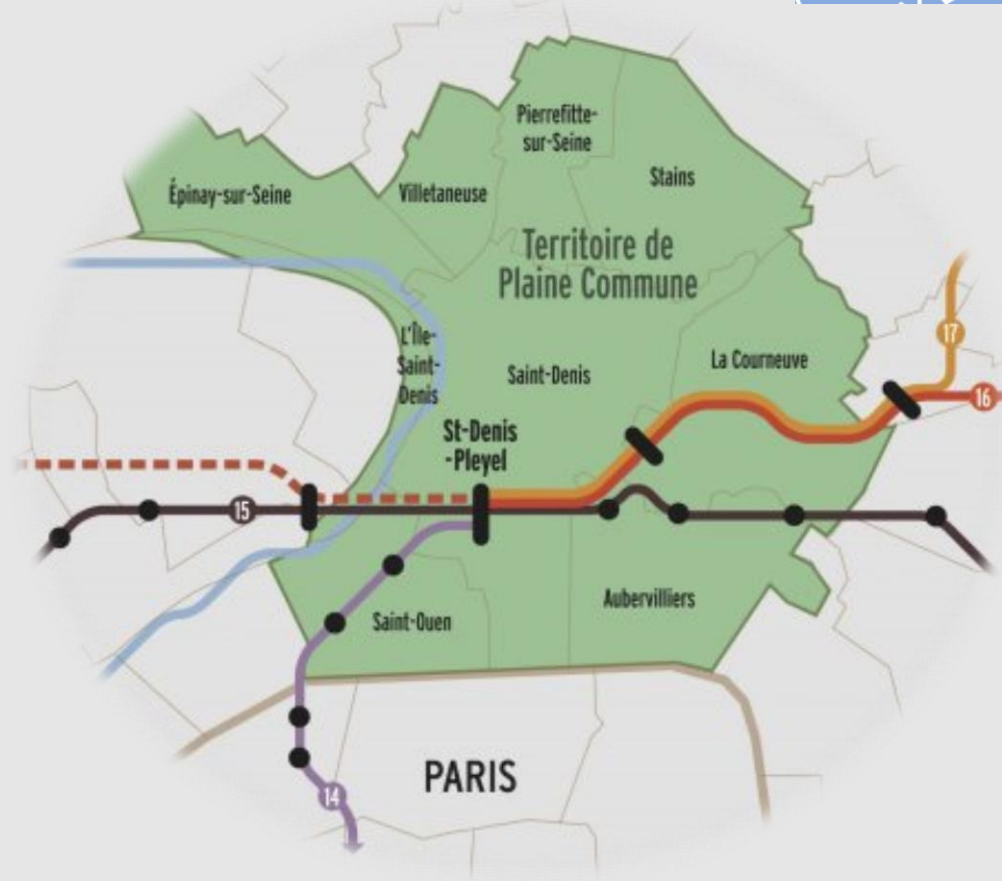 Pierrefitte-
sur-Seine
Épinay-sur-Seine
Villetaneuse
Stains
Territoire de
Plaine Commune
L'Île-
Saint-
Denis
Saint-Denis
La Courneuve
17
16
St-Denis
-Pleyel
15
Saint-Ouen
Aubervilliers
PARIS
14